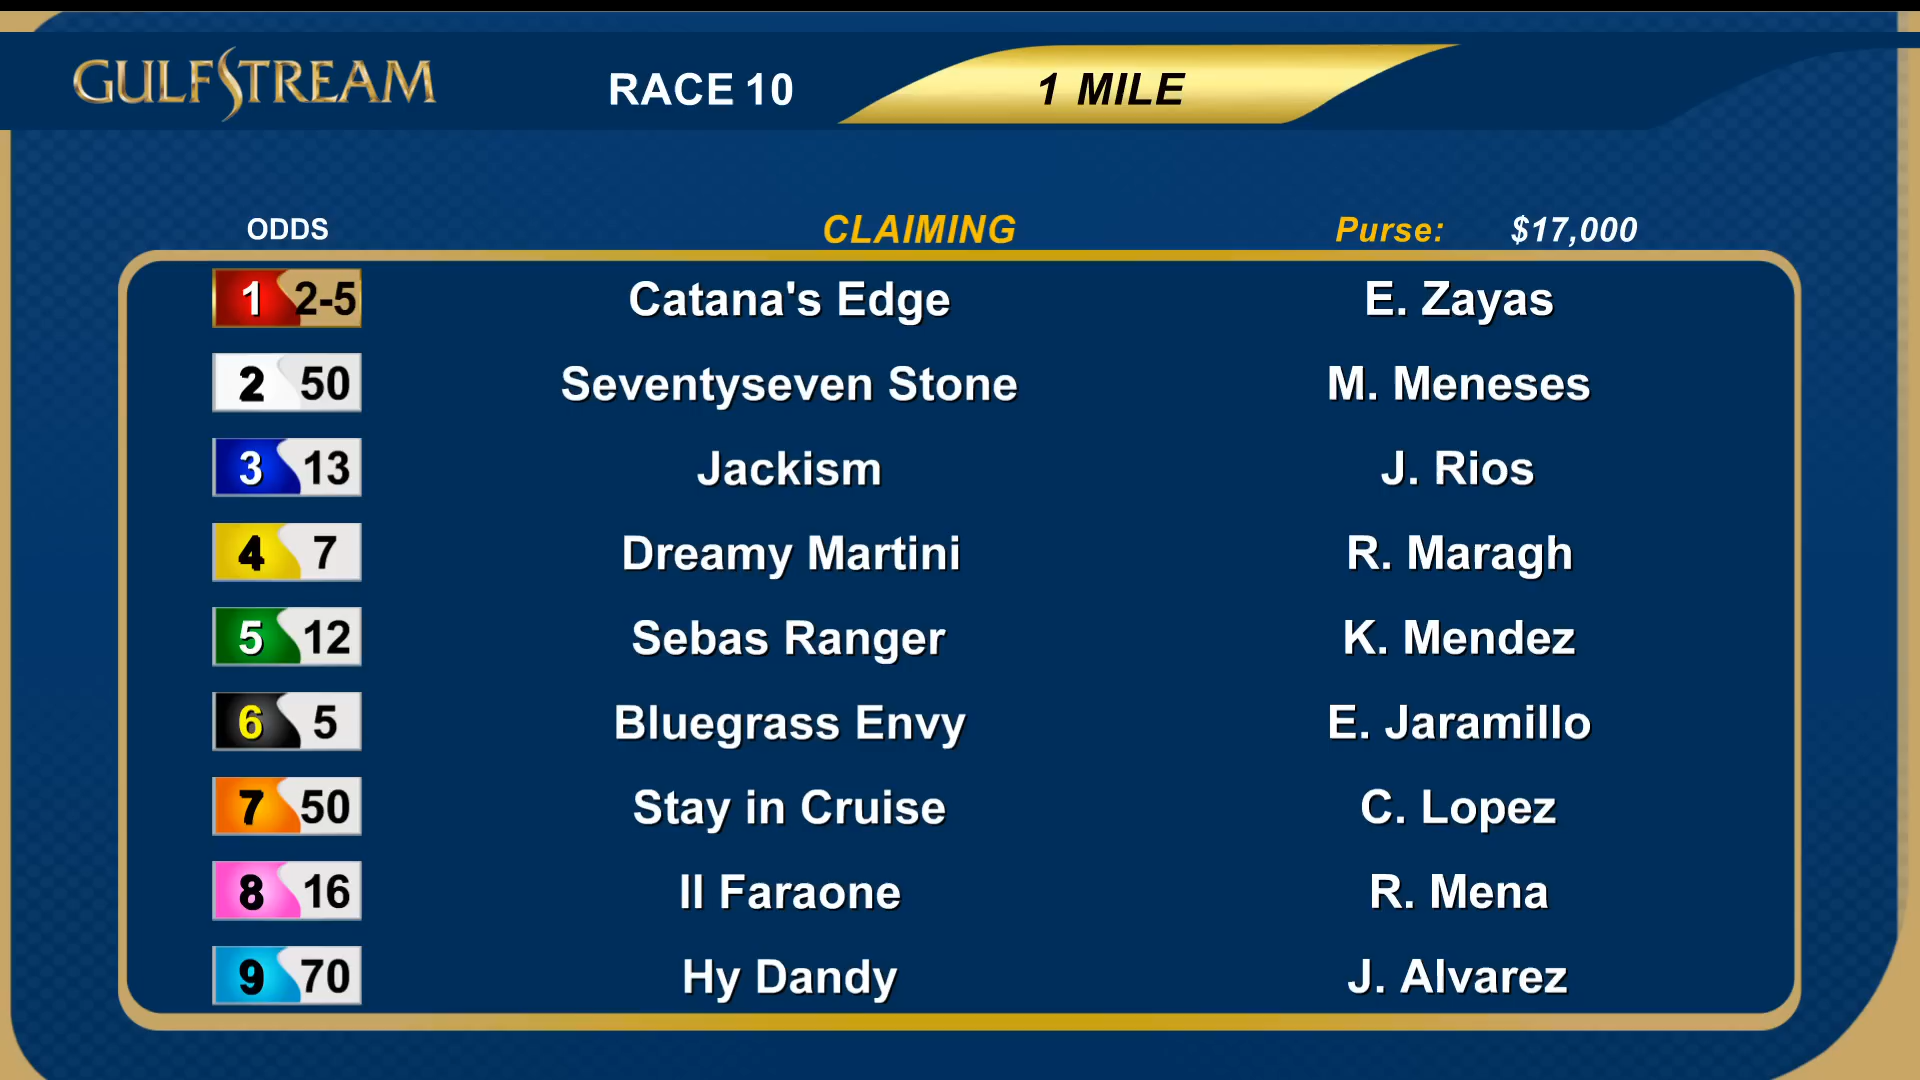 GULFSTREAM RACE 10 1 MILE
ODDS CLAIMING Purse: $17,000
1 2-5 Catana's Edge E. Zayas
2 50 Seventyseven Stone M. Meneses
3 13 Jackism J. Rios
4 7 Dreamy Martini R. Maragh
5 12 Sebas Ranger K. Mendez
6 5 Bluegrass Envy E. Jaramillo
7 50 Stay in Cruise C. Lopez
8 16 Il Faraone R. Mena
9 70 Hy Dandy J. Alvarez